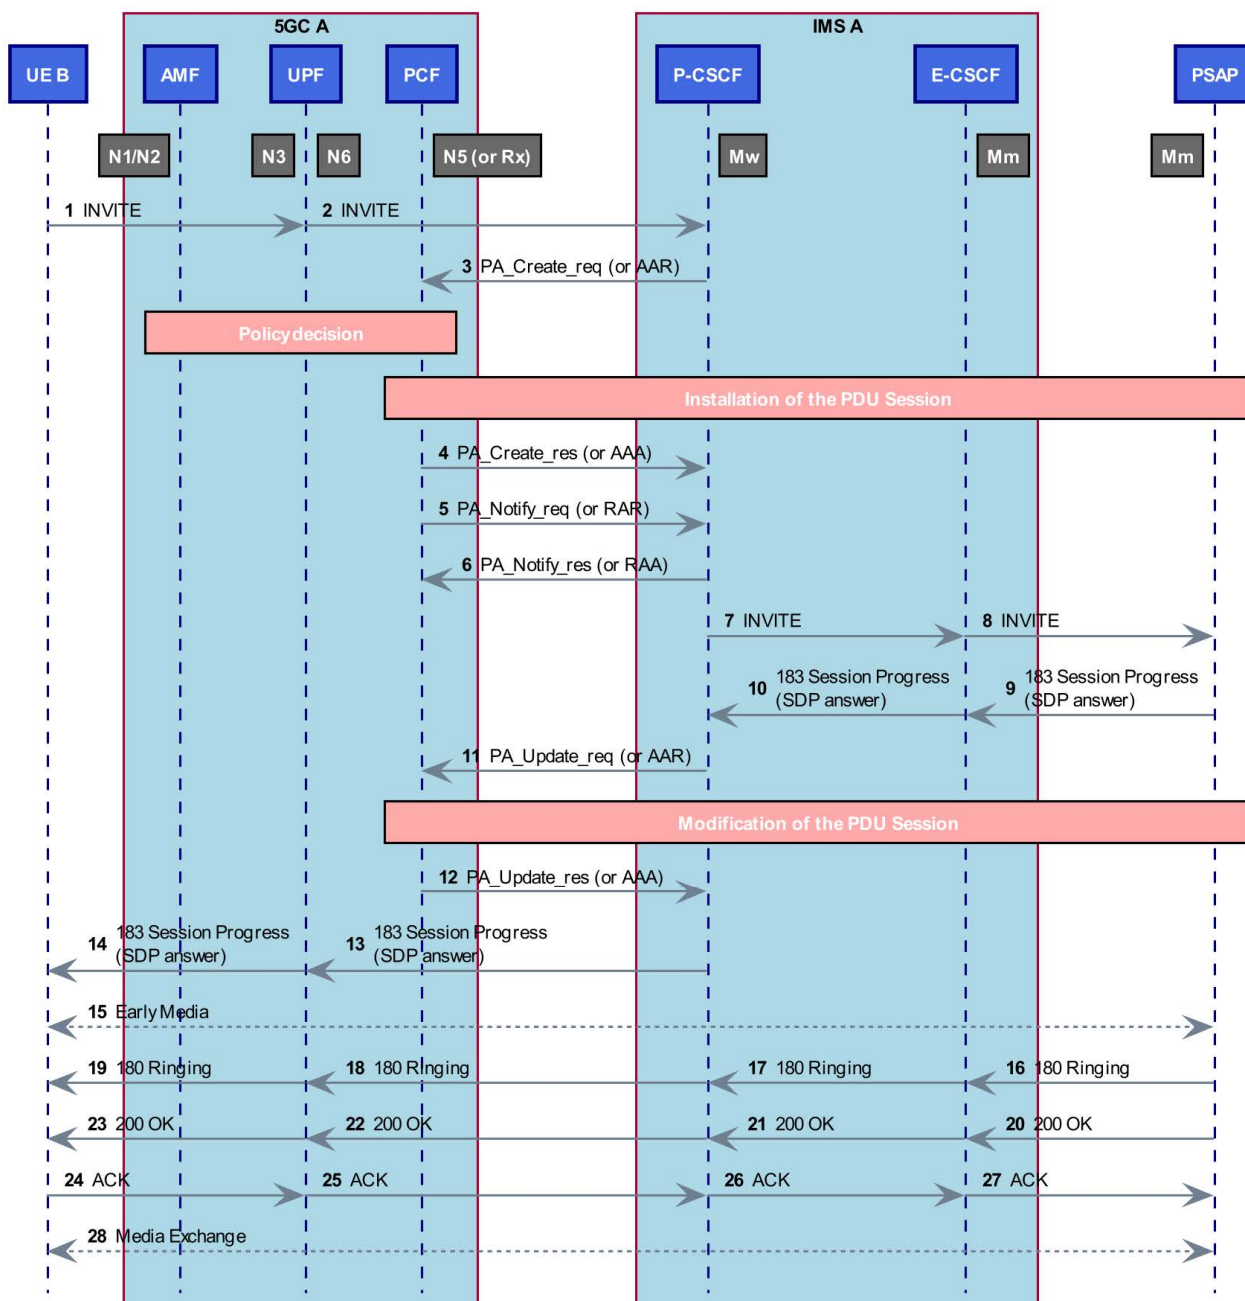 5GC A
IMS A
UE B
AMF
UPF
PCF
P-CSCF
E-CSCF
PSAP
N1/N2
N3
N6
N5 (or Rx)
Mw
Mm
Mm
1 INVITE
2 INVITE
3 PA_Create_req (or AAR)
Policy decision
Installation of the PDU Session
4 PA_Create_res (or AAA)
5 PA_Notify_req (or RAR)
6 PA_Notify_res (or RAA)
7 INVITE
8 INVITE
10 183 Session Progress
(SDP answer)
9 183 Session Progress
(SDP answer)
11 PA_Update_req (or AAR)
Modification of the PDU Session
12 PA_Update_res (or AAA)
14 183 Session Progress
(SDP answer)
13 183 Session Progress
(SDP answer)
15 Early Media
19 180 Ringing
18 180 Ringing
17 180 Ringing
16 180 Ringing
23 200 OK
22 200 OK
21 200 OK
20 200 OK
24 ACK
25 ACK
26 ACK
27 ACK
28 Media Exchange